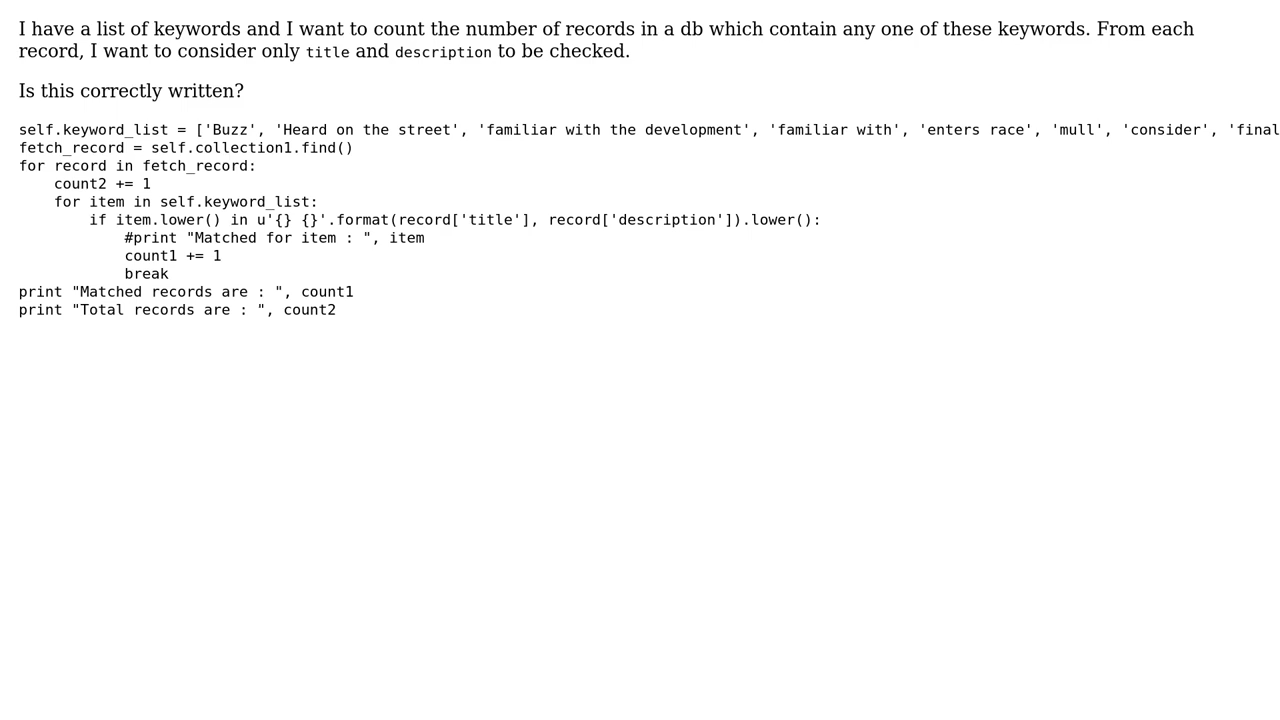 I have a list of keywords and I want to count the number of records in a db which contain any one of these keywords. From each
record, I want to consider only title and description to be checked.
Is this correctly written?
self.keyword_list = ['Buzz', 'Heard on the street', 'familiar with the development', 'familiar with', 'enters race', 'mull', 'consider', 'final
fetch_record = self.collection1.find()
for record in fetch_record:
    count2 += 1
    for item in self.keyword_list:
        if item.lower() in u'{} {}'.format(record['title'], record['description']).lower():
            #print "Matched for item : ", item
            count1 += 1
            break
print "Matched records are : ", count1
print "Total records are : ", count2